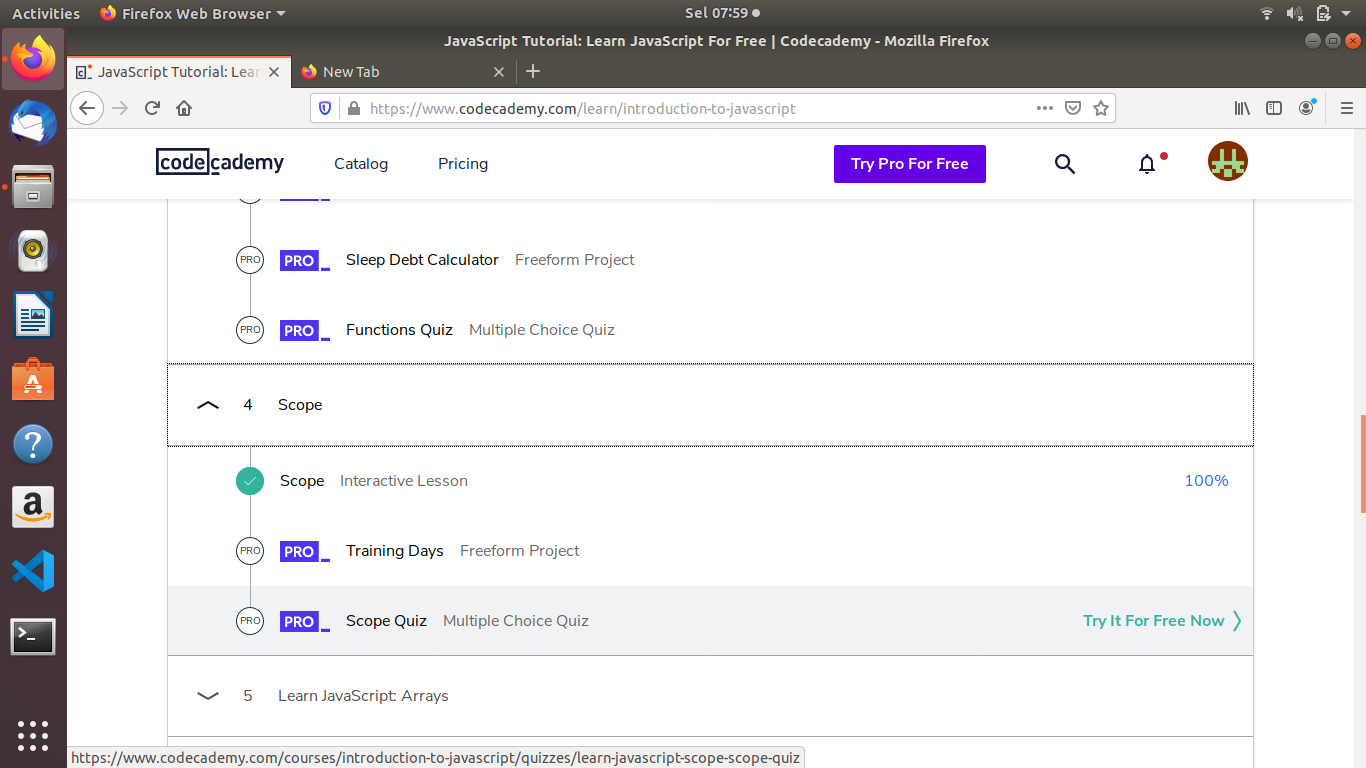 Activities Firefox Web Browser Sel 07:59
JavaScript Tutorial: Learn JavaScript For Free | Codecademy - Mozilla Firefox
JavaScript Tutorial: Lear New Tab
https://www.codecademy.com/learn/introduction-to-javascript
codecademy Catalog Pricing Try Pro For Free
PRO PRO Sleep Debt Calculator Freeform Project
PRO PRO Functions Quiz Multiple Choice Quiz
4 Scope
Scope Interactive Lesson 100%
PRO PRO Training Days Freeform Project
PRO PRO Scope Quiz Multiple Choice Quiz Try It For Free Now
5 Learn JavaScript: Arrays
https://www.codecademy.com/courses/introduction-to-javascript/quizzes/learn-javascript-scope-scope-quiz